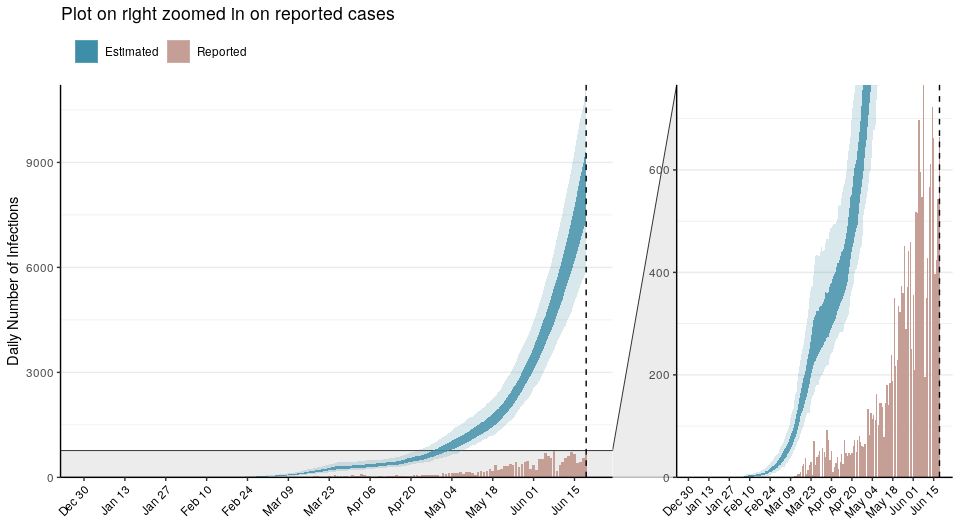 Plot on right zoomed in on reported cases
Estimated Reported
Daily Number of Infections
9000
6000
3000
0
Dec 30 Jan 13 Jan 27 Feb 10 Feb 24 Mar 09 Mar 23 Apr 06 Apr 20 May 04 May 18 Jun 01 Jun 15
600
400
200
0
Dec 30 Jan 13 Jan 27 Feb 10 Feb 24 Mar 09 Mar 23 Apr 06 Apr 20 May 04 May 18 Jun 01 Jun 15